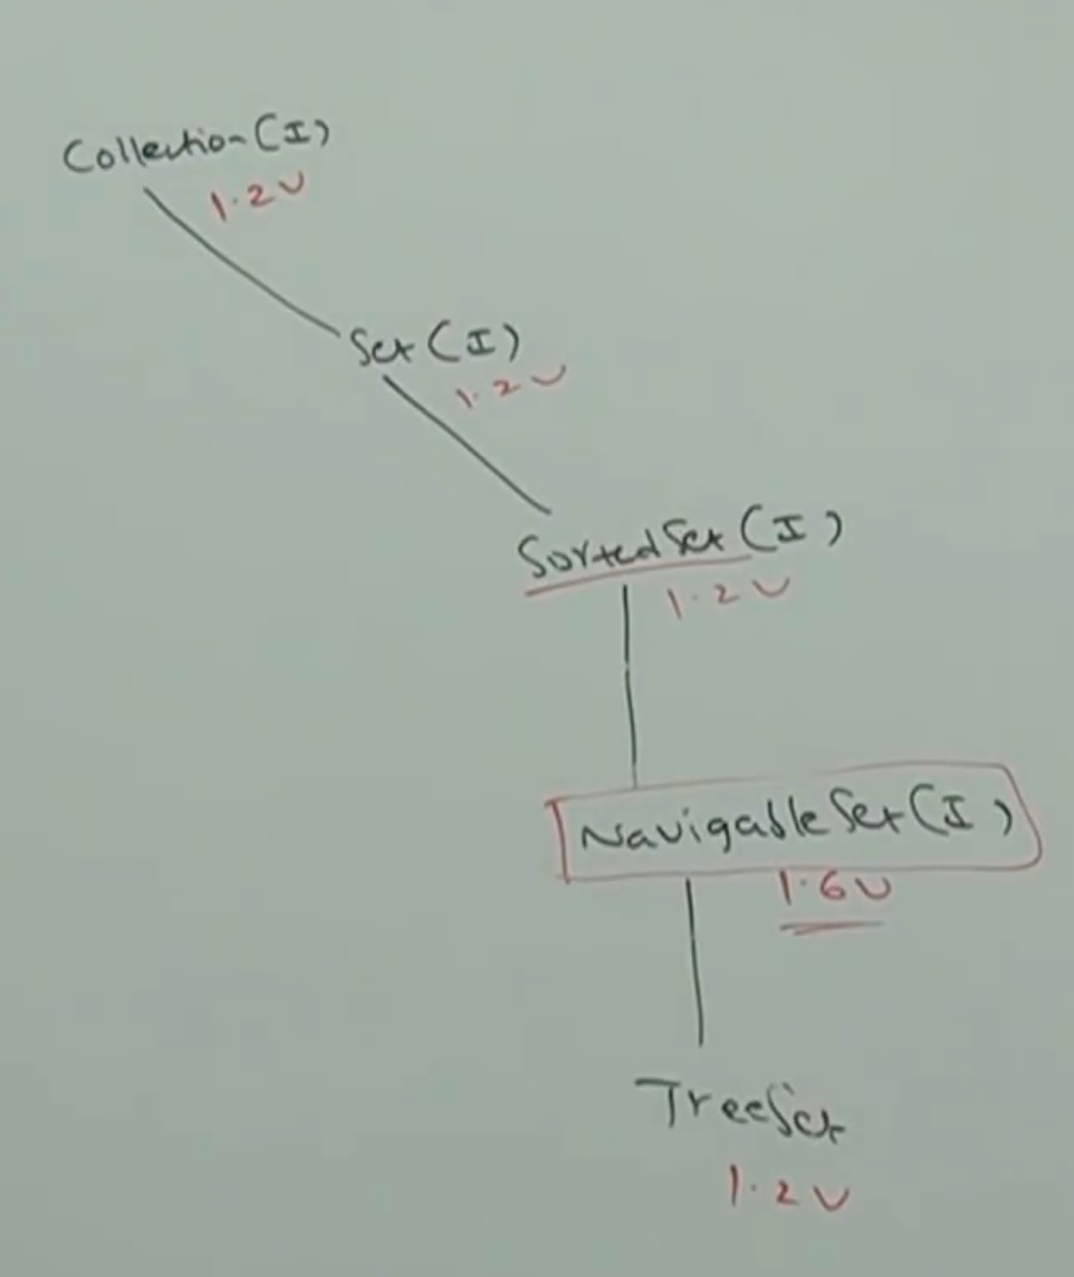 Collection (I)
1.2 V
Set (I)
1.2 V
SortedSet (I)
1.2 V
NavigableSet (I)
1.6 V
TreeSet
1.2 V